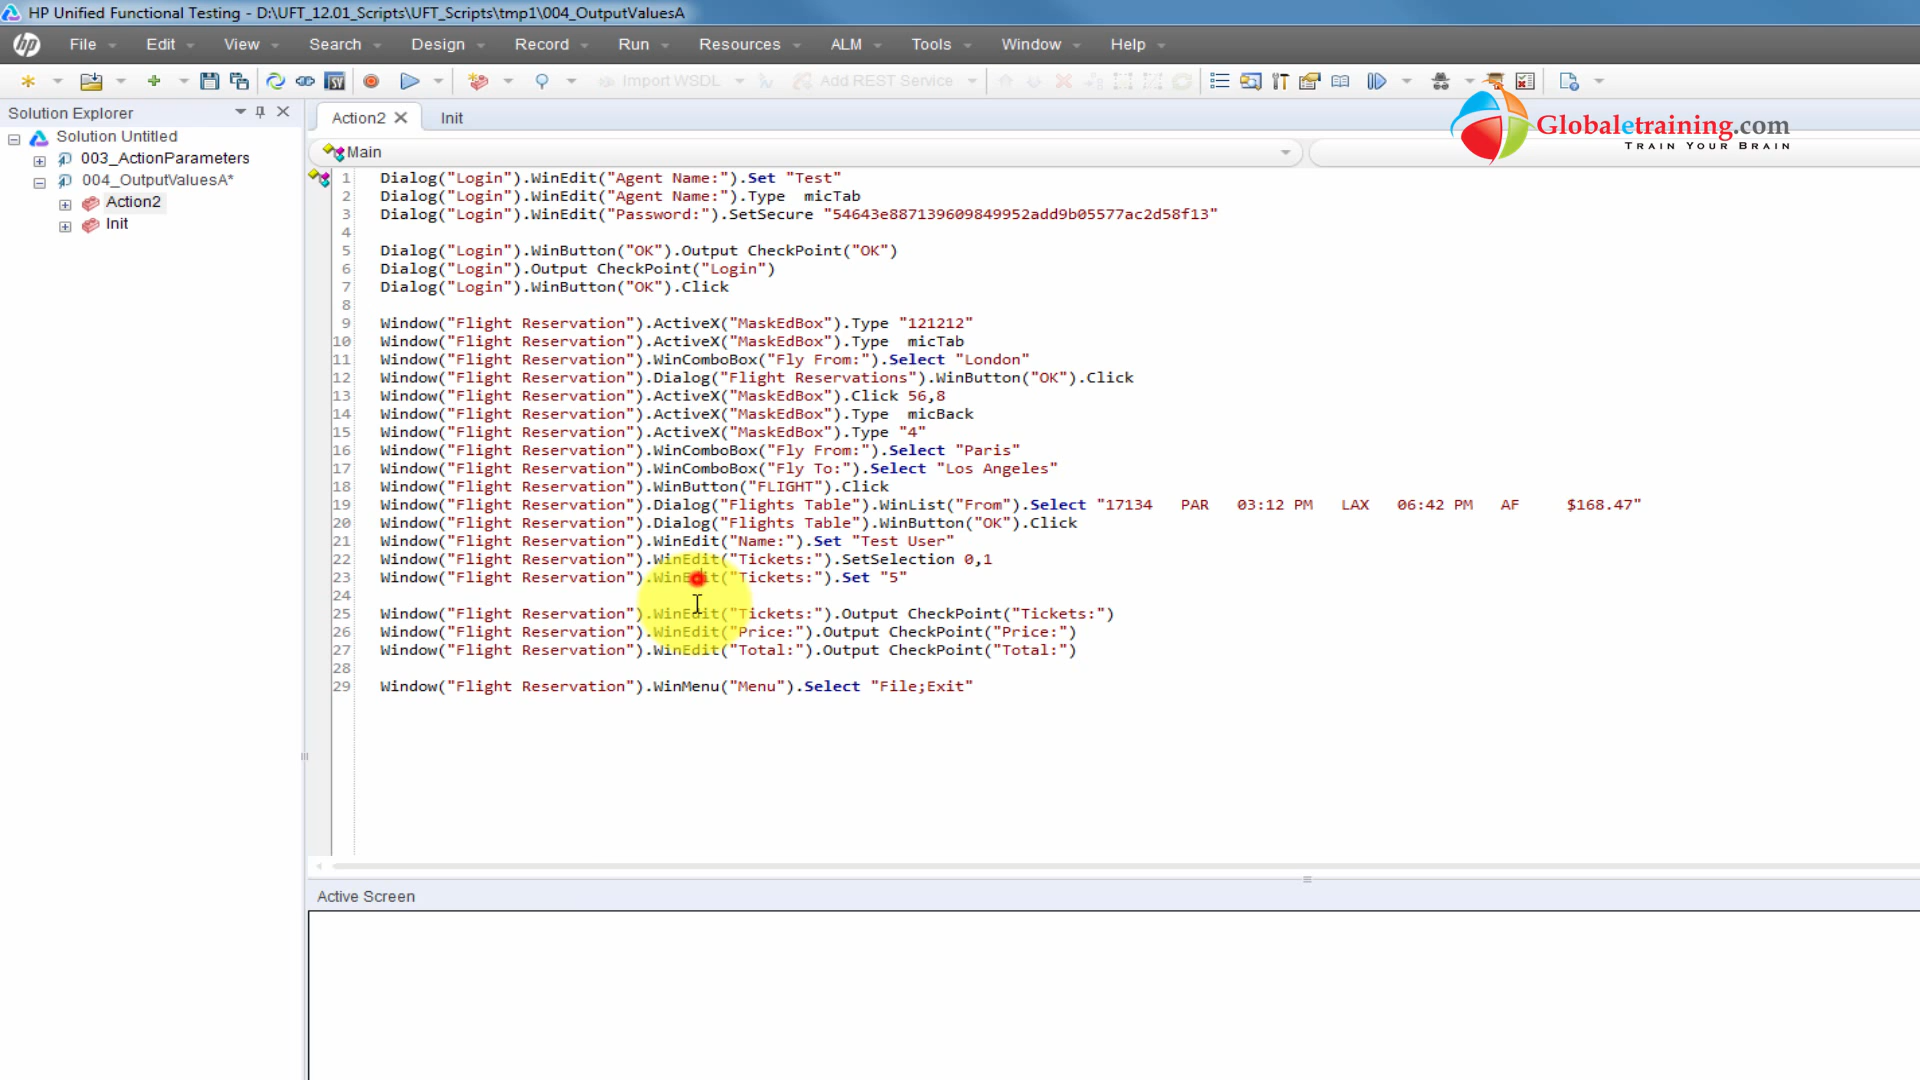 HP Unified Functional Testing - D:\UFT_12.01_Scripts\UFT_Scripts\tmp1\004_OutputValuesA
File Edit View Search Design Record Run Resources ALM Tools Window Help
Import WSDL Add REST Service
Solution Explorer
Solution Untitled
003_ActionParameters
004_OutputValuesA*
Action2
Init
Action2 Init
Globaletraining.com
TRAIN YOUR BRAIN
Main
1 Dialog("Login").WinEdit("Agent Name:").Set "Test"
2 Dialog("Login").WinEdit("Agent Name:").Type  micTab
3 Dialog("Login").WinEdit("Password:").SetSecure "54643e887139609849952add9b05577ac2d58f13"
4
5 Dialog("Login").WinButton("OK").Output CheckPoint("OK")
6 Dialog("Login").Output CheckPoint("Login")
7 Dialog("Login").WinButton("OK").Click
8
9 Window("Flight Reservation").ActiveX("MaskEdBox").Type "121212"
10 Window("Flight Reservation").ActiveX("MaskEdBox").Type  micTab
11 Window("Flight Reservation").WinComboBox("Fly From:").Select "London"
12 Window("Flight Reservation").Dialog("Flight Reservations").WinButton("OK").Click
13 Window("Flight Reservation").ActiveX("MaskEdBox").Click 56,8
14 Window("Flight Reservation").ActiveX("MaskEdBox").Type  micBack
15 Window("Flight Reservation").ActiveX("MaskEdBox").Type "4"
16 Window("Flight Reservation").WinComboBox("Fly From:").Select "Paris"
17 Window("Flight Reservation").WinComboBox("Fly To:").Select "Los Angeles"
18 Window("Flight Reservation").WinButton("FLIGHT").Click
19 Window("Flight Reservation").Dialog("Flights Table").WinList("From").Select "17134   PAR   03:12 PM   LAX   06:42 PM   AF     $168.47"
20 Window("Flight Reservation").Dialog("Flights Table").WinButton("OK").Click
21 Window("Flight Reservation").WinEdit("Name:").Set "Test User"
22 Window("Flight Reservation").WinEdit("Tickets:").SetSelection 0,1
23 Window("Flight Reservation").WinEdit("Tickets:").Set "5"
24
25 Window("Flight Reservation").WinEdit("Tickets:").Output CheckPoint("Tickets:")
26 Window("Flight Reservation").WinEdit("Price:").Output CheckPoint("Price:")
27 Window("Flight Reservation").WinEdit("Total:").Output CheckPoint("Total:")
28
29 Window("Flight Reservation").WinMenu("Menu").Select "File;Exit"
Active Screen